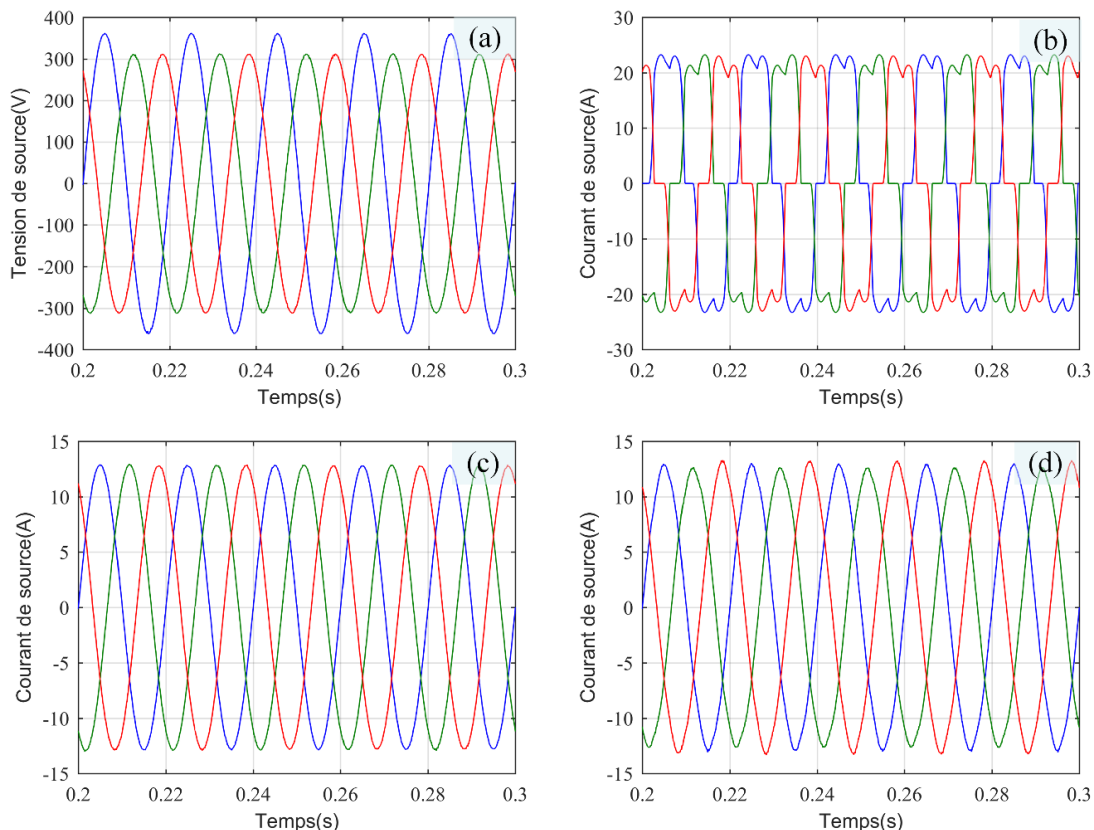 400
300
200
100
0
-100
-200
-300
-400
Tension de source(V)
(a)
0.2 0.22 0.24 0.26 0.28 0.3
Temps(s)
30
20
10
0
-10
-20
-30
Courant de source(A)
(b)
0.2 0.22 0.24 0.26 0.28 0.3
Temps(s)
15
10
5
0
-5
-10
-15
Courant de source(A)
(c)
0.2 0.22 0.24 0.26 0.28 0.3
Temps(s)
15
10
5
0
-5
-10
-15
Courant de source(A)
(d)
0.2 0.22 0.24 0.26 0.28 0.3
Temps(s)